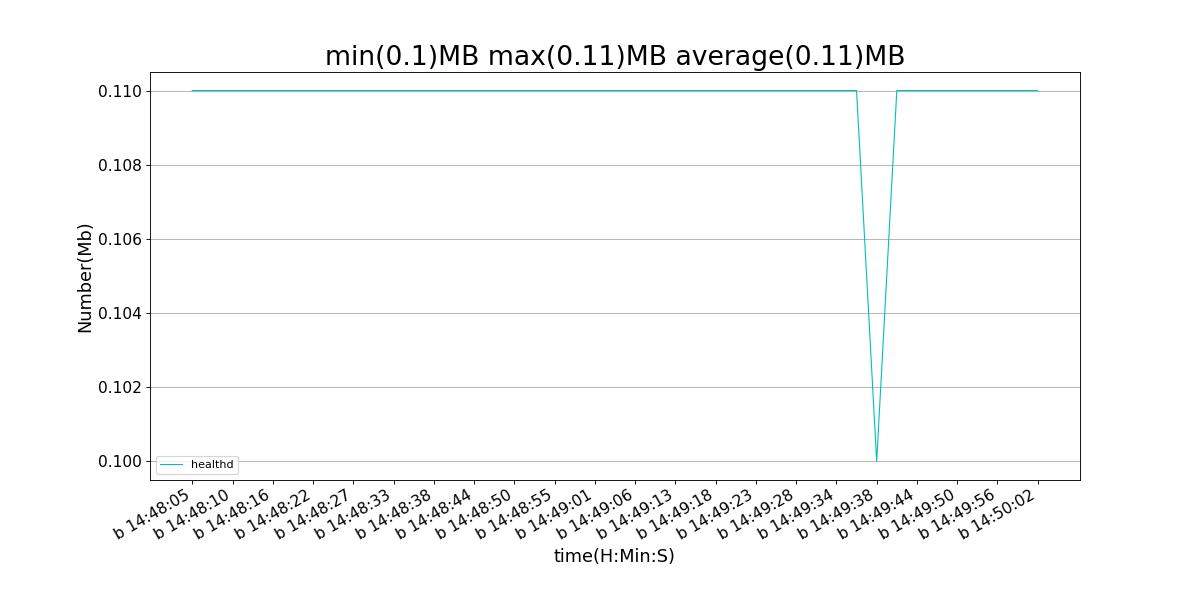 min(0.1)MB max(0.11)MB average(0.11)MB
Number(Mb)
0.110
0.108
0.106
0.104
0.102
0.100
healthd
b 14:48:05
b 14:48:10
b 14:48:16
b 14:48:22
b 14:48:27
b 14:48:33
b 14:48:38
b 14:48:44
b 14:48:50
b 14:48:55
b 14:49:01
b 14:49:06
b 14:49:13
b 14:49:18
b 14:49:23
b 14:49:28
b 14:49:34
b 14:49:38
b 14:49:44
b 14:49:50
b 14:49:56
b 14:50:02
time(H:Min:S)